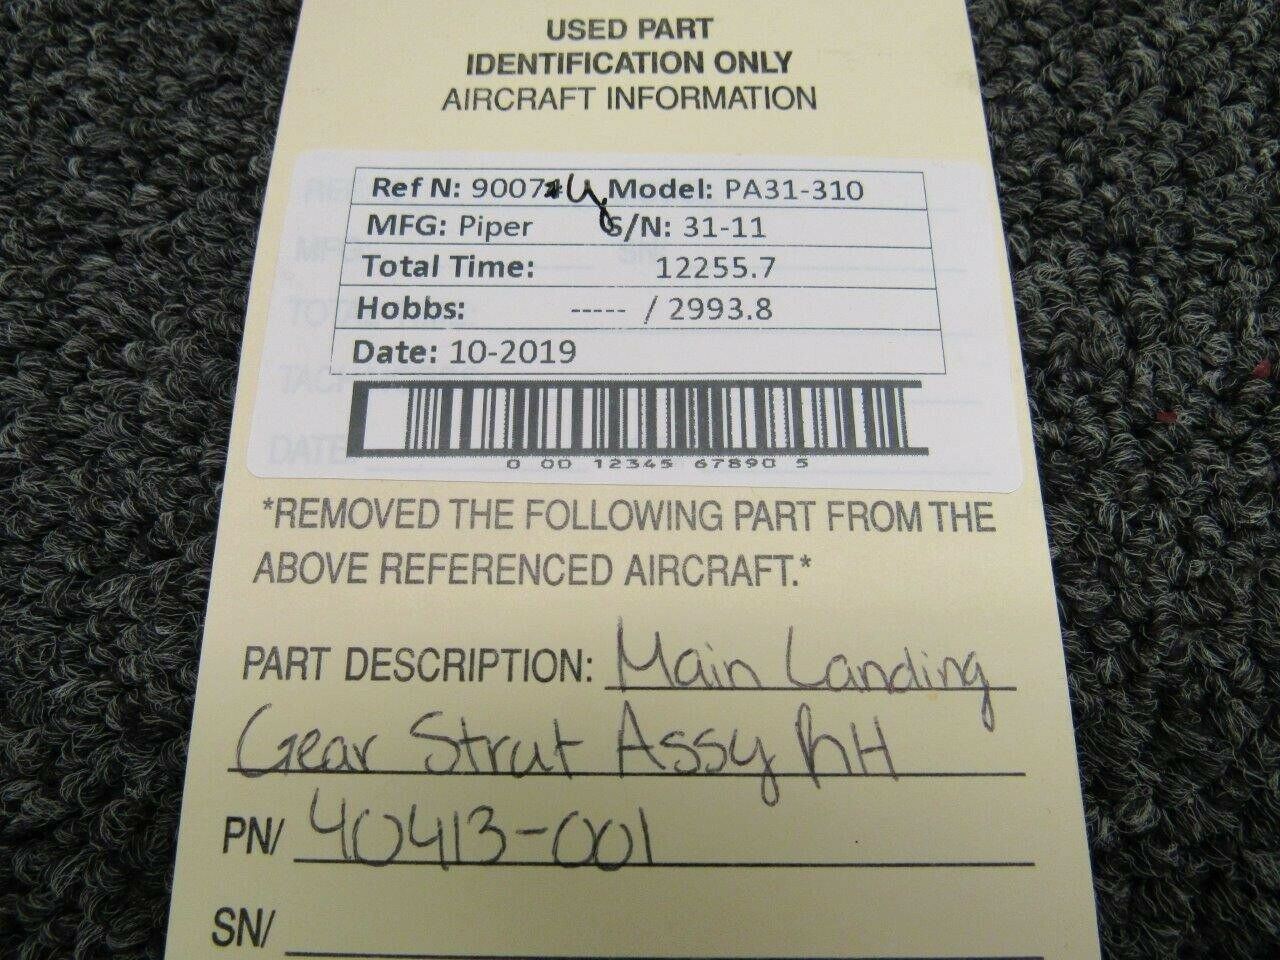 USED PART
IDENTIFICATION ONLY
AIRCRAFT INFORMATION
Ref N: Model: PA31-310
MFG: Piper S/N: 31-11
Total Time: 12255.7
Hobbs: ----- / 2993.8
Date: 10-2019
0 00 12345 67890 5
*REMOVED THE FOLLOWING PART FROM THE
ABOVE REFERENCED AIRCRAFT.*
PART DESCRIPTION: Main Landing
Gear Strut Assy RH
PN/ 40413-001
SN/